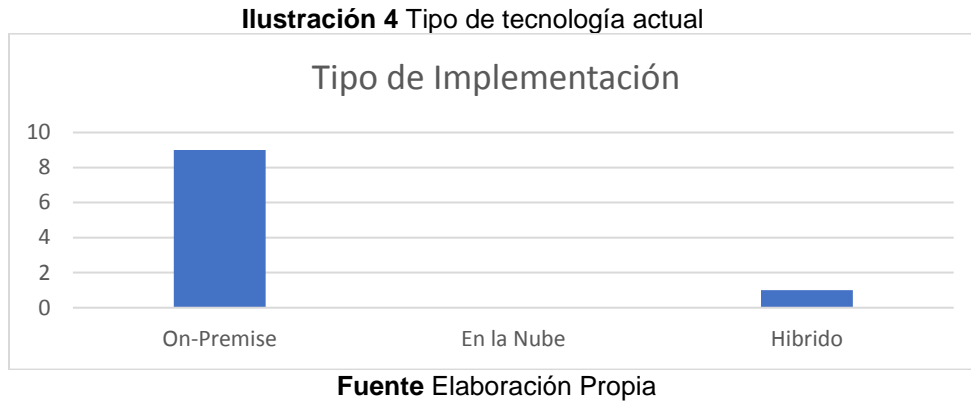 Ilustración 4 Tipo de tecnología actual
Tipo de Implementación
10
8
6
4
2
0
On-Premise En la Nube Hibrido
Fuente Elaboración Propia